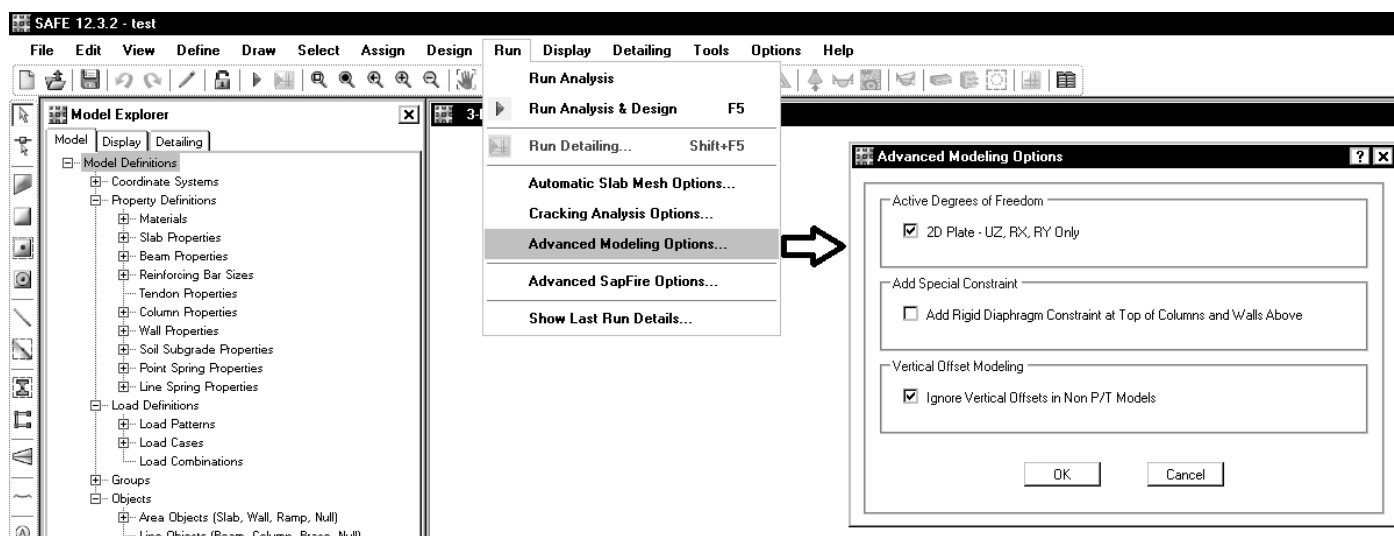 SAFE 12.3.2 - test
File Edit View Define Draw Select Assign Design Run Display Detailing Tools Options Help
Run Analysis
Run Analysis & Design F5
Run Detailing... Shift+F5
Automatic Slab Mesh Options...
Cracking Analysis Options...
Advanced Modeling Options...
Advanced SapFire Options...
Show Last Run Details...
Model Explorer
Model Display Detailing
Model Definitions
Coordinate Systems
Property Definitions
Materials
Slab Properties
Beam Properties
Reinforcing Bar Sizes
Tendon Properties
Column Properties
Wall Properties
Soil Subgrade Properties
Point Spring Properties
Line Spring Properties
Load Definitions
Load Patterns
Load Cases
Load Combinations
Groups
Objects
Area Objects (Slab, Wall, Ramp, Null)
Line Objects (Beam, Column, Brace, Null)
Advanced Modeling Options
Active Degrees of Freedom
2D Plate - UZ, RX, RY Only
Add Special Constraint
Add Rigid Diaphragm Constraint at Top of Columns and Walls Above
Vertical Offset Modeling
Ignore Vertical Offsets in Non P/T Models
OK Cancel